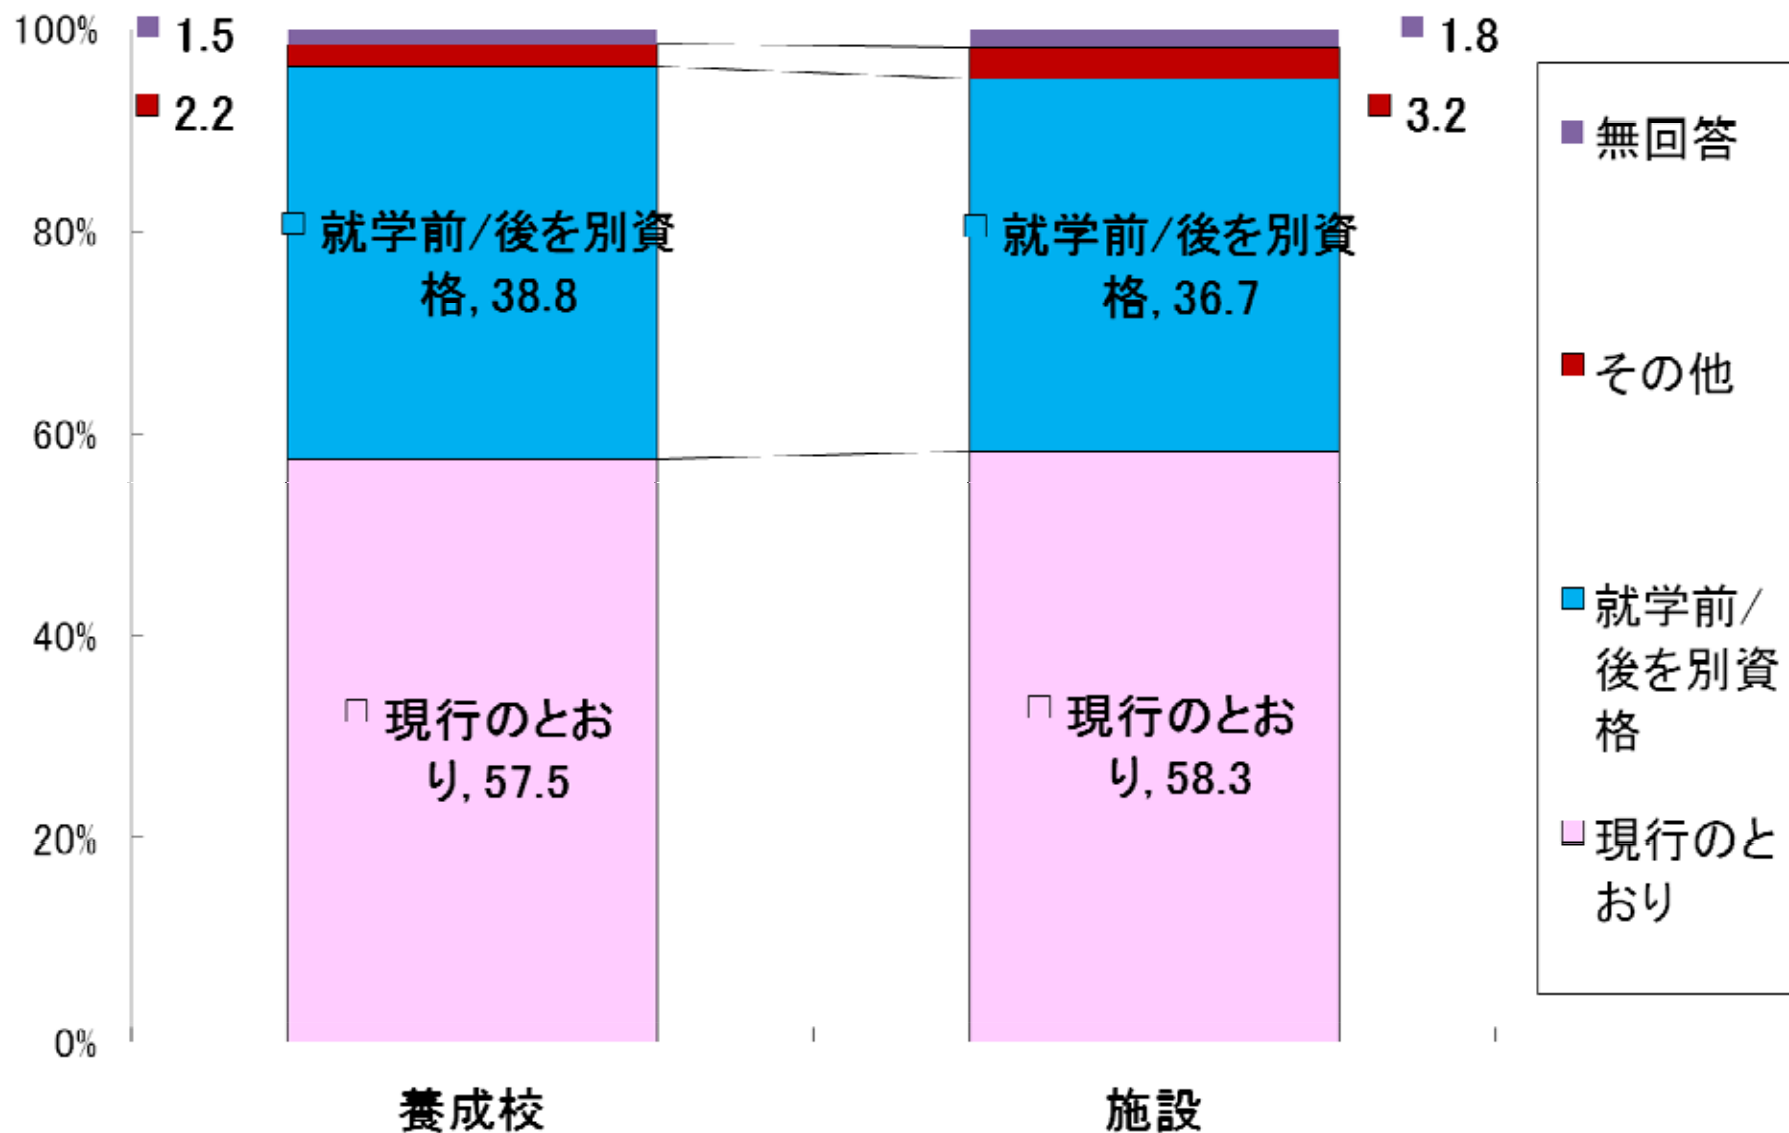 100%
80%
60%
40%
20%
0%
1.5
2.2
就学前/後を別資
格, 38.8
現行のとお
り, 57.5
養成校
1.8
3.2
就学前/後を別資
格, 36.7
現行のとお
り, 58.3
施設
無回答
その他
就学前/
後を別資
格
現行のと
おり